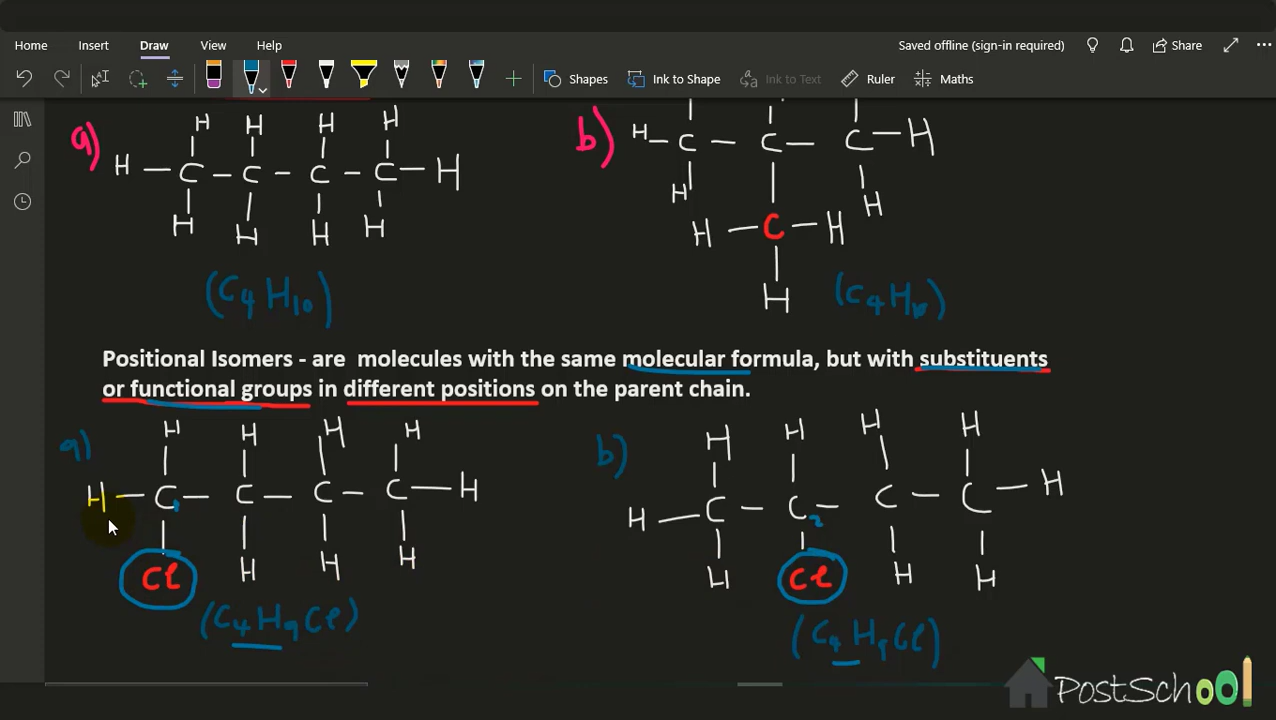 Home Insert Draw View Help Saved offline (sign-in required) Share
Shapes Ink to Shape Ink to Text Ruler Maths
a) b)
H H H H
H C C C C H
H H H H
C C C
H H
H H
H C H
H
(C4H10)
Positional Isomers - are molecules with the same molecular formula, but with substituents
or functional groups in different positions on the parent chain.
a) b)
H H H H
H C1 C C C H
Cl H H H
(C4H9Cl)
H H H H
H C C2 C C H
H Cl H H
(C4H9Cl)
PostSchool